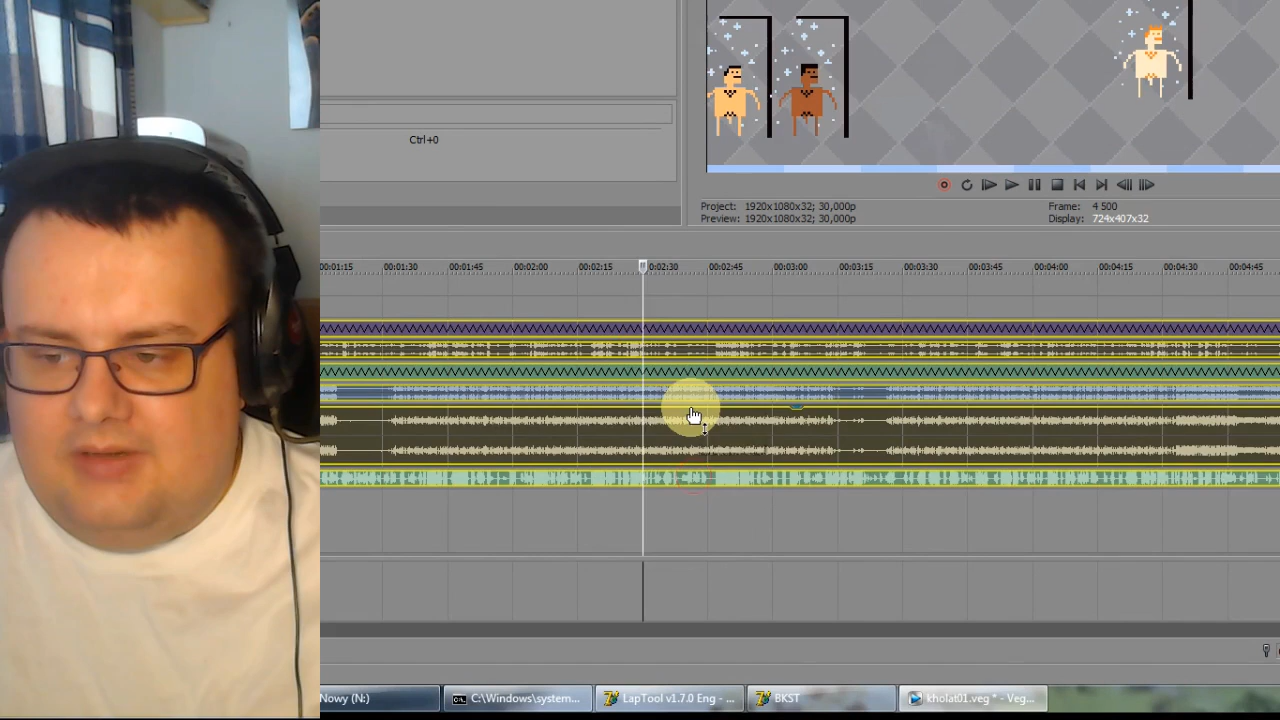 Ctrl+0
Project: 1920x1080x32; 30,000p
Preview: 1920x1080x32; 30,000p
Frame: 4 500
Display: 724x407x32
00:01:15 00:01:30 00:01:45 00:02:00 00:02:15 00:02:30 00:02:45 00:03:00 00:03:15 00:03:30 00:03:45 00:04:00 00:04:15 00:04:30 00:04:45
Nowy (N:)
C:\Windows\system...
LapTool v1.7.0 Eng - ...
BKST
kholat01.veg * - Veg...